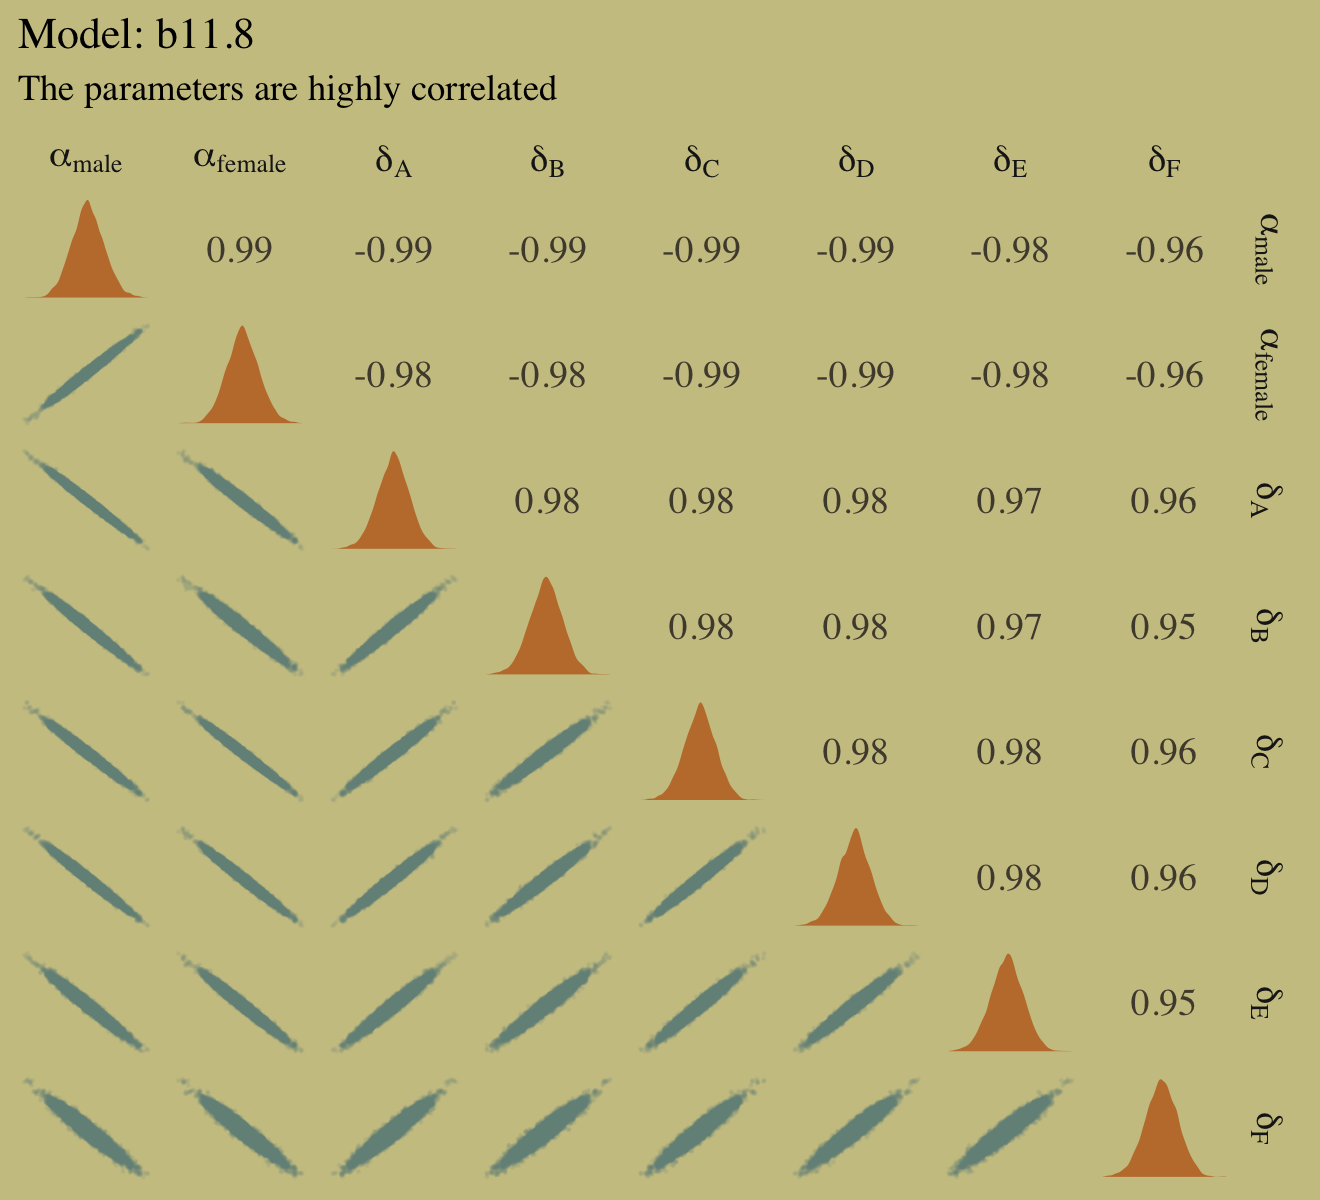 Model: b11.8
The parameters are highly correlated
αmale αfemale δA δB δC δD δE δF
0.99 -0.99 -0.99 -0.99 -0.99 -0.98 -0.96 αmale
-0.98 -0.98 -0.99 -0.99 -0.98 -0.96 αfemale
0.98 0.98 0.98 0.97 0.96 δA
0.98 0.98 0.97 0.95 δB
0.98 0.98 0.96 δC
0.98 0.96 δD
0.95 δE
δF